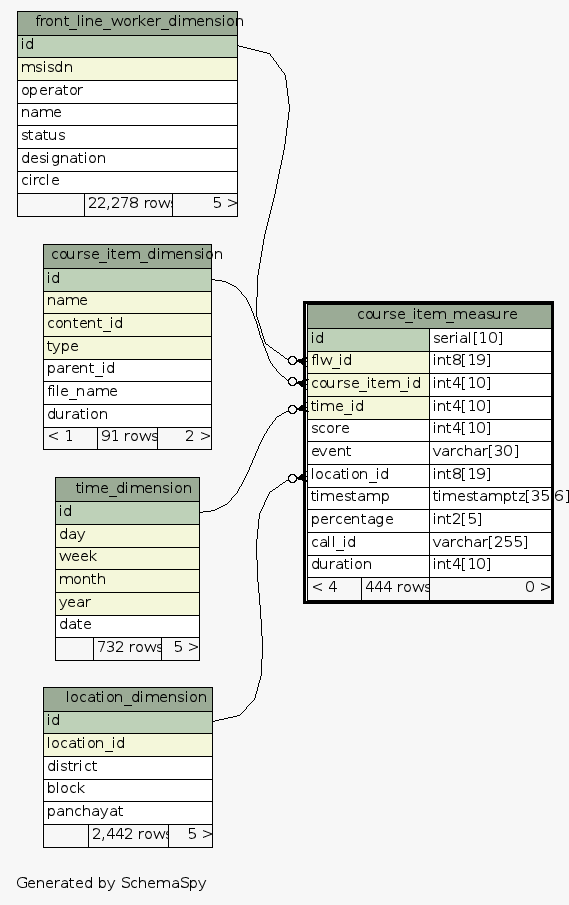 front_line_worker_dimension
id
msisdn
operator
name
status
designation
circle
22,278 rows 5 >
course_item_dimension
id
name
content_id
type
parent_id
file_name
duration
< 1 91 rows 2 >
time_dimension
id
day
week
month
year
date
732 rows 5 >
location_dimension
id
location_id
district
block
panchayat
2,442 rows 5 >
course_item_measure
id serial[10]
flw_id int8[19]
course_item_id int4[10]
time_id int4[10]
score int4[10]
event varchar[30]
location_id int8[19]
timestamp timestamptz[35,6]
percentage int2[5]
call_id varchar[255]
duration int4[10]
< 4 444 rows 0 >
Generated by SchemaSpy